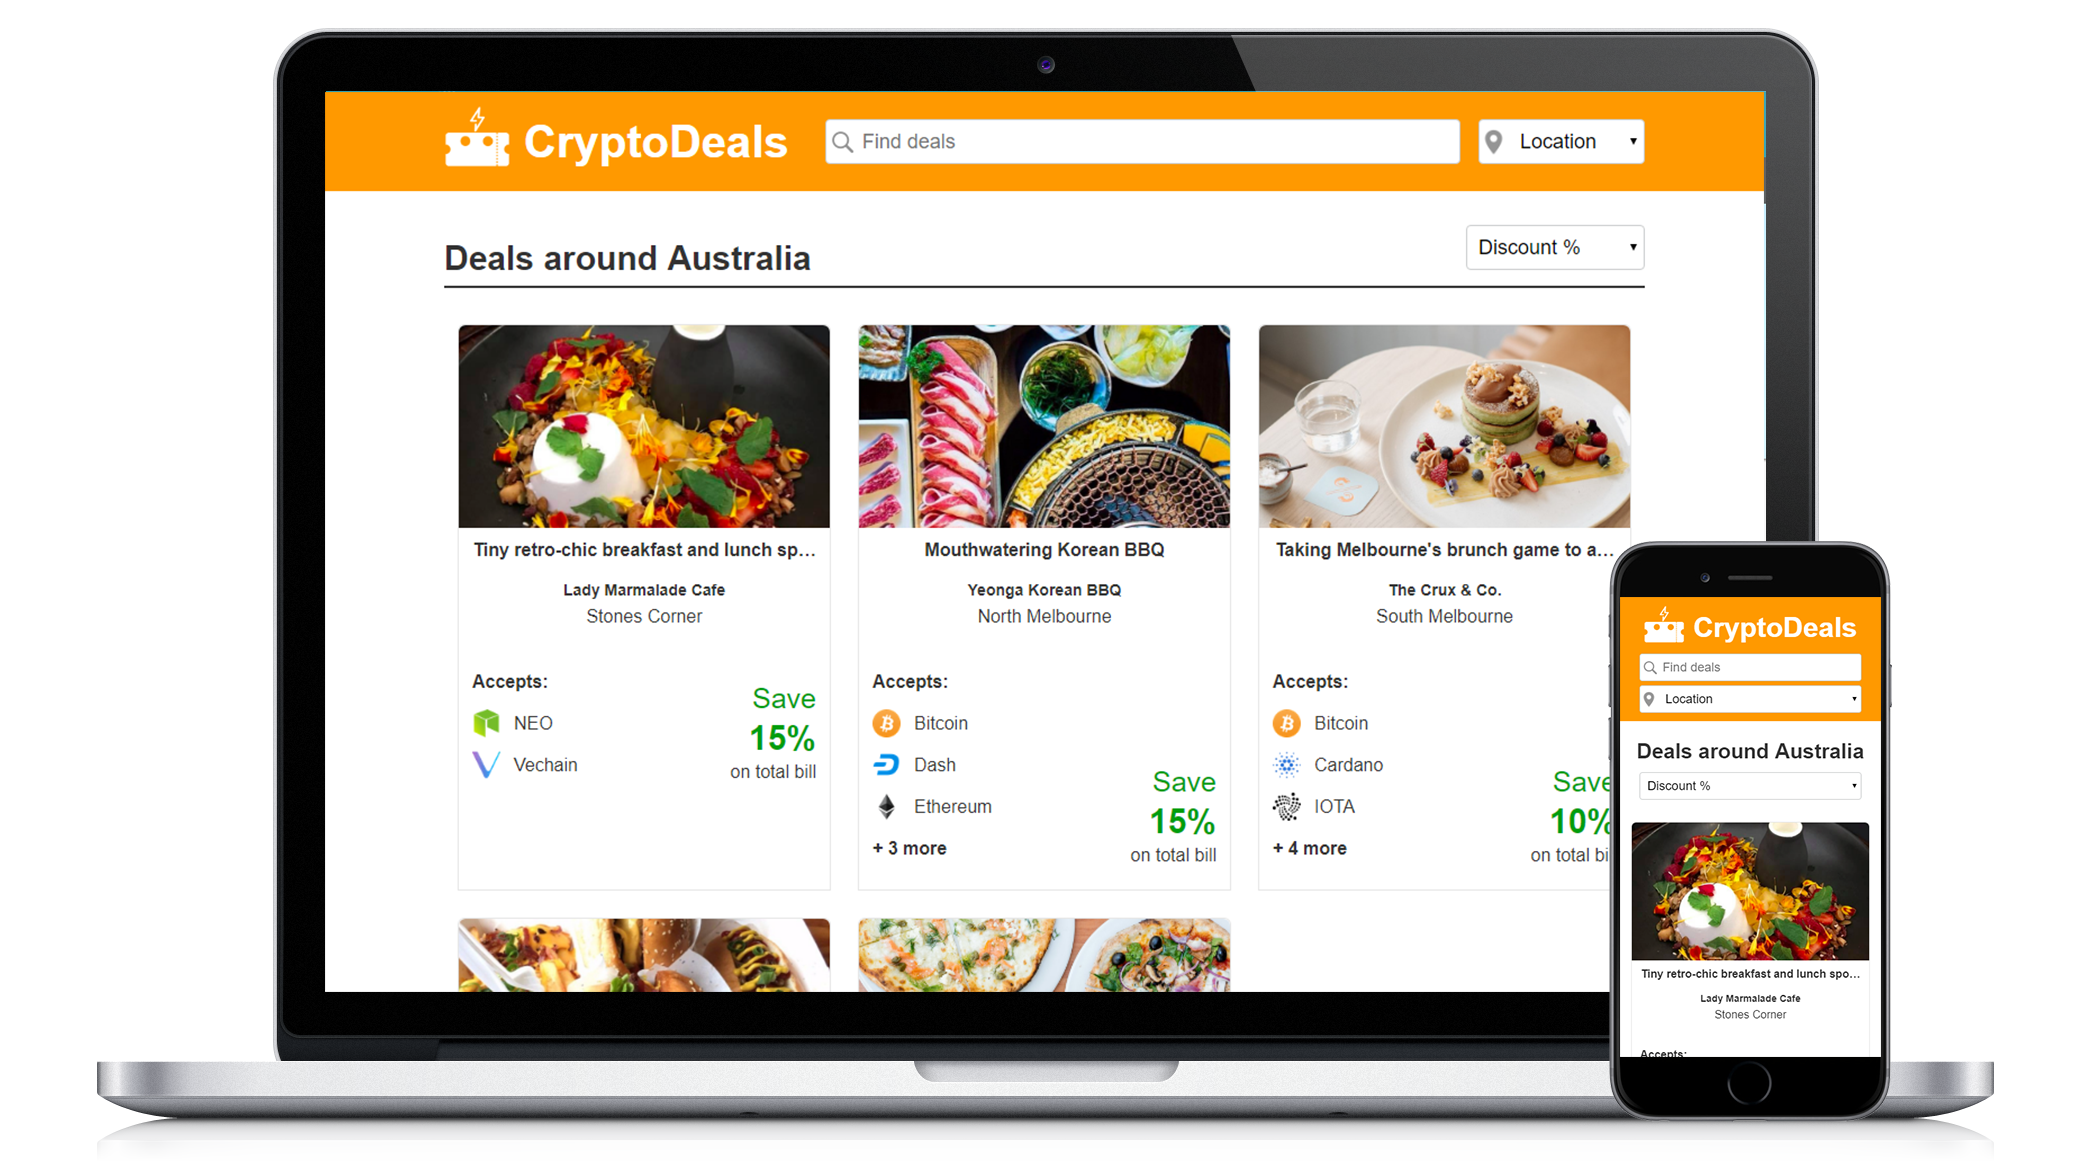 CryptoDeals
Find deals
Location
Deals around Australia
Discount %
Tiny retro-chic breakfast and lunch sp...
Lady Marmalade Cafe
Stones Corner
Accepts:
NEO
Vechain
Save
15%
on total bill
Mouthwatering Korean BBQ
Yeonga Korean BBQ
North Melbourne
Accepts:
Bitcoin
Dash
Ethereum
+ 3 more
Save
15%
on total bill
Taking Melbourne's brunch game to a...
The Crux & Co.
South Melbourne
Accepts:
Bitcoin
Cardano
IOTA
+ 4 more
Save
10%
on total bi
CryptoDeals
Find deals
Location
Deals around Australia
Discount %
Tiny retro-chic breakfast and lunch spo...
Lady Marmalade Cafe
Stones Corner
Accepts: